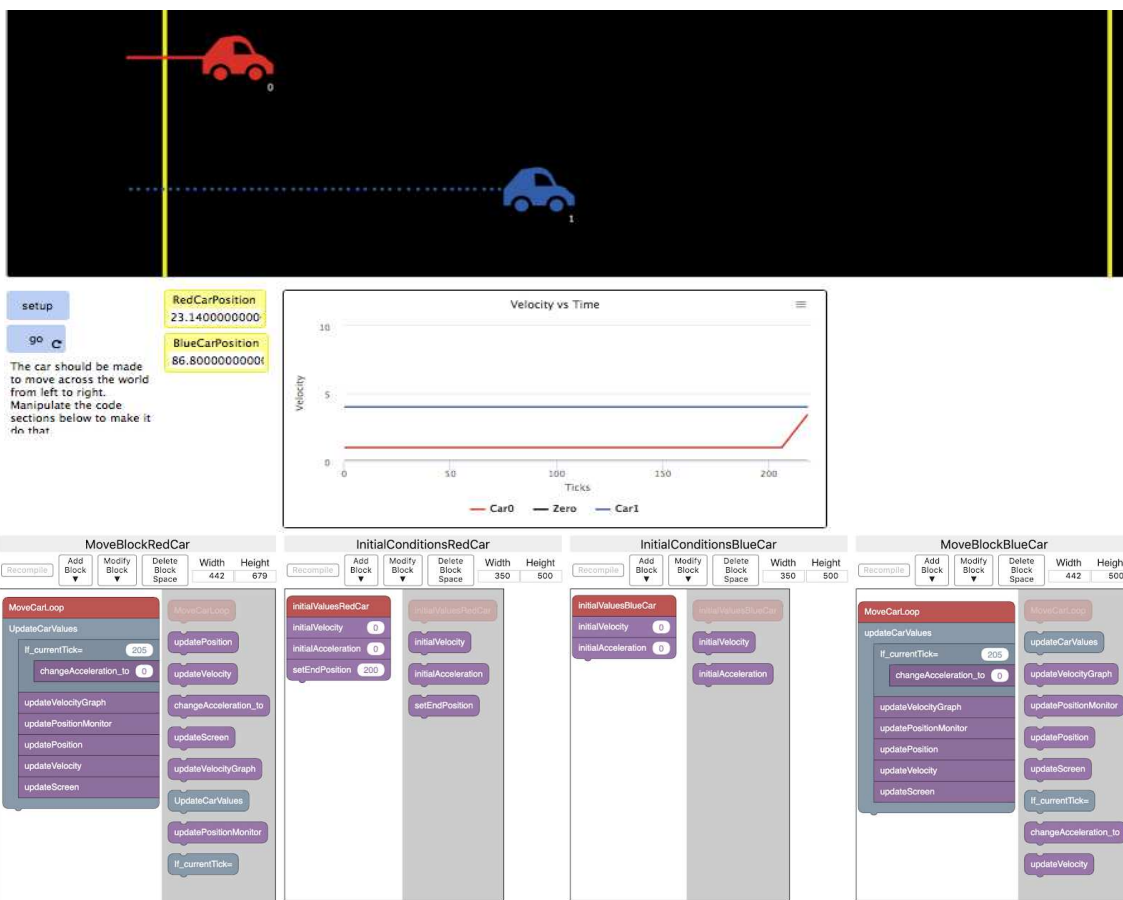 0
1
setup
go
The car should be made
to move across the world
from left to right.
Manipulate the code
sections below to make it
do that.
RedCarPosition
23.1400000000
BlueCarPosition
86.8000000000
Velocity vs Time
10
5
0
Velocity
0
50
100
150
200
Ticks
Car0
Zero
Car1
MoveBlockRedCar
Recompile
Add
Block
▼
Modify
Block
▼
Delete
Block
Space
Width
442
Height
679
MoveCarLoop
UpdateCarValues
If_currentTick= 205
changeAcceleration_to 0
updateVelocityGraph
updatePositionMonitor
updatePosition
updateVelocity
updateScreen
MoveCarLoop
updatePosition
updateVelocity
changeAcceleration_to
updateScreen
updateVelocityGraph
UpdateCarValues
updatePositionMonitor
If_currentTick=
InitialConditionsRedCar
Recompile
Add
Block
▼
Modify
Block
▼
Delete
Block
Space
Width
350
Height
500
initialValuesRedCar
initialVelocity 0
initialAcceleration 0
setEndPosition 200
initialValuesRedCar
initialVelocity
initialAcceleration
setEndPosition
InitialConditionsBlueCar
Recompile
Add
Block
▼
Modify
Block
▼
Delete
Block
Space
Width
350
Height
500
initialValuesBlueCar
initialVelocity 0
initialAcceleration 0
initialValuesBlueCar
initialVelocity
initialAcceleration
MoveBlockBlueCar
Recompile
Add
Block
▼
Modify
Block
▼
Delete
Block
Space
Width
442
Height
500
MoveCarLoop
updateCarValues
If_currentTick= 205
changeAcceleration_to 0
updateVelocityGraph
updatePositionMonitor
updatePosition
updateVelocity
updateScreen
MoveCarLoop
updateCarValues
updateVelocityGraph
updatePositionMonitor
updatePosition
updateScreen
If_currentTick=
changeAcceleration_to
updateVelocity